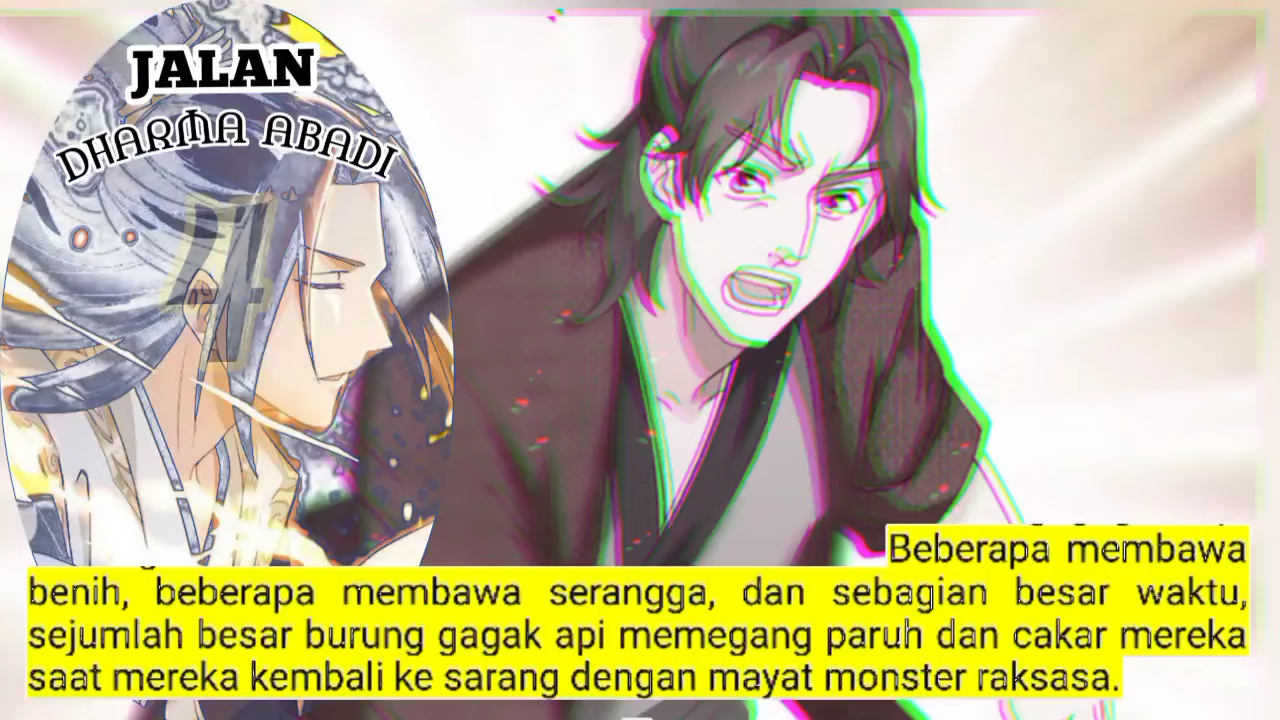 JALAN
DHARMA ABADI
4
Beberapa membawa
benih, beberapa membawa serangga, dan sebagian besar waktu,
sejumlah besar burung gagak api memegang paruh dan cakar mereka
saat mereka kembali ke sarang dengan mayat monster raksasa.